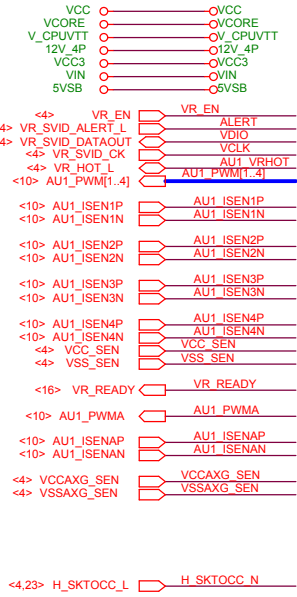 VCC VCC
VCORE VCORE
V_CPUVTT V_CPUVTT
12V_4P 12V_4P
VCC3 VCC3
VIN VIN
5VSB 5VSB
<4> VR_EN VR_EN
4> VR_SVID_ALERT_L ALERT
4> VR_SVID_DATAOUT VDIO
<4> VR_SVID_CK VCLK
<4> VR_HOT_L AU1_VRHOT
<10> AU1_PWM[1..4] AU1_PWM[1..4]
<10> AU1_ISEN1P AU1_ISEN1P
<10> AU1_ISEN1N AU1_ISEN1N
<10> AU1_ISEN2P AU1_ISEN2P
<10> AU1_ISEN2N AU1_ISEN2N
<10> AU1_ISEN3P AU1_ISEN3P
<10> AU1_ISEN3N AU1_ISEN3N
<10> AU1_ISEN4P AU1_ISEN4P
<10> AU1_ISEN4N AU1_ISEN4N
<4> VCC_SEN VCC_SEN
<4> VSS_SEN VSS_SEN
<16> VR_READY VR_READY
<10> AU1_PWMA AU1_PWMA
<10> AU1_ISENAP AU1_ISENAP
<10> AU1_ISENAN AU1_ISENAN
<4> VCCAXG_SEN VCCAXG_SEN
<4> VSSAXG_SEN VSSAXG_SEN
<4,23> H_SKTOCC_L H_SKTOCC_N